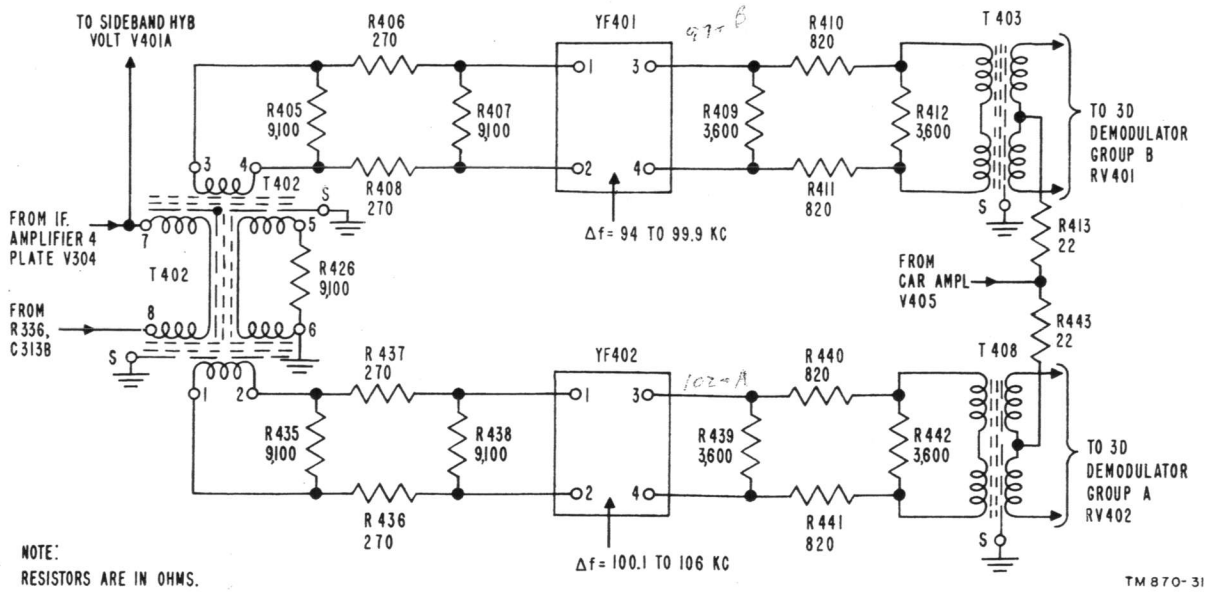 TO SIDEBAND HYB
VOLT V401A
R406
270
YF401
97- B
R410
820
T 403
1
3
R405
9,100
R407
9,100
R409
3,600
R412
3,600
TO 3D
DEMODULATOR
GROUP B
RV401
3
4
T402
2
4
R408
270
R411
820
S
S
FROM IF.
AMPLIFIER 4
PLATE V304
7
5
Δf= 94 TO 99.9 KC
R413
22
T402
R426
9,100
FROM
CAR AMPL
V405
FROM
R336,
C313B
8
6
R443
22
S
R 437
270
YF402
R 440
820
T 408
1
2
1
3
102- A
R 435
9,100
R 438
9,100
R 439
3,600
R 442
3,600
TO 3D
DEMODULATOR
GROUP A
RV402
2
4
R 436
270
R 441
820
S
Δf= 100.1 TO 106 KC
NOTE:
RESISTORS ARE IN OHMS.
TM 870-31